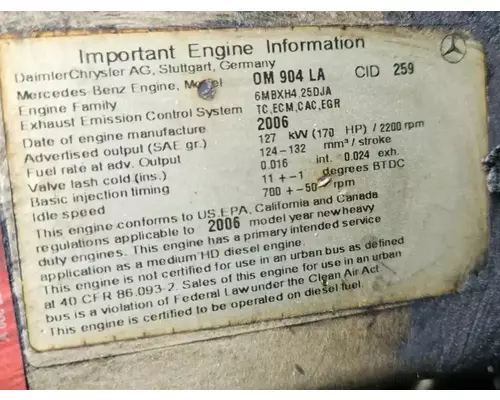 Important Engine Information
DaimlerChrysler AG, Stuttgart, Germany
Mercedes-Benz Engine, Model OM 904 LA CID 259
Engine Family 6MBXH4.25DJA
Exhaust Emission Control System TC,ECM,CAC,EGR
Date of engine manufacture 2006
Advertised output (SAE gr.) 127 kW (170 HP) / 2200 rpm
Fuel rate at adv. Output 124-132 mm³ / stroke
Valve lash cold (ins.) 0.016 int. 0.024 exh.
Basic injection timing 11 +-1 degrees BTDC
Idle speed 700 +-50 rpm
This engine conforms to US.EPA, California and Canada
regulations applicable to 2006 model year new heavy
duty engines. This engine has a primary intended service
application as a medium HD diesel engine.
This engine is not certified for use in an urban bus as defined
at 40 CFR 86.093-2. Sales of this engine for use in an urban
bus is a violation of Federal Law under the Clean Air Act
This engine is certified to be operated on diesel fuel.